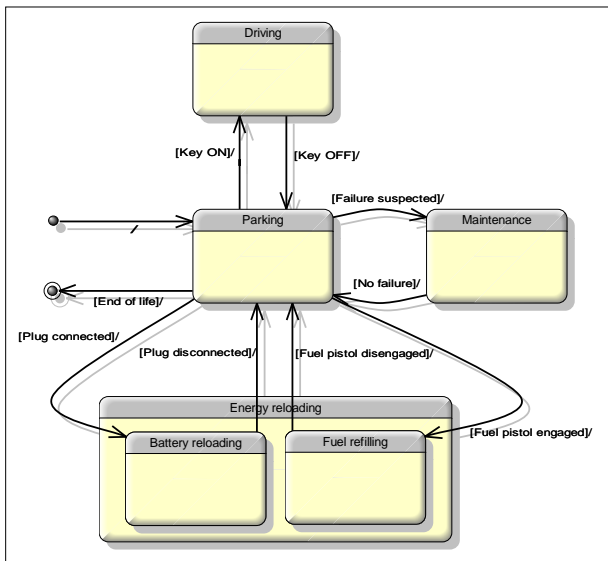 Driving
[Key ON]/
[Key OFF]/
[Failure suspected]/
Parking
Maintenance
/
[No failure]/
[End of life]/
[Plug connected]/
[Plug disconnected]/
[Fuel pistol disengaged]/
Energy reloading
[Fuel pistol engaged]/
Battery reloading
Fuel refilling